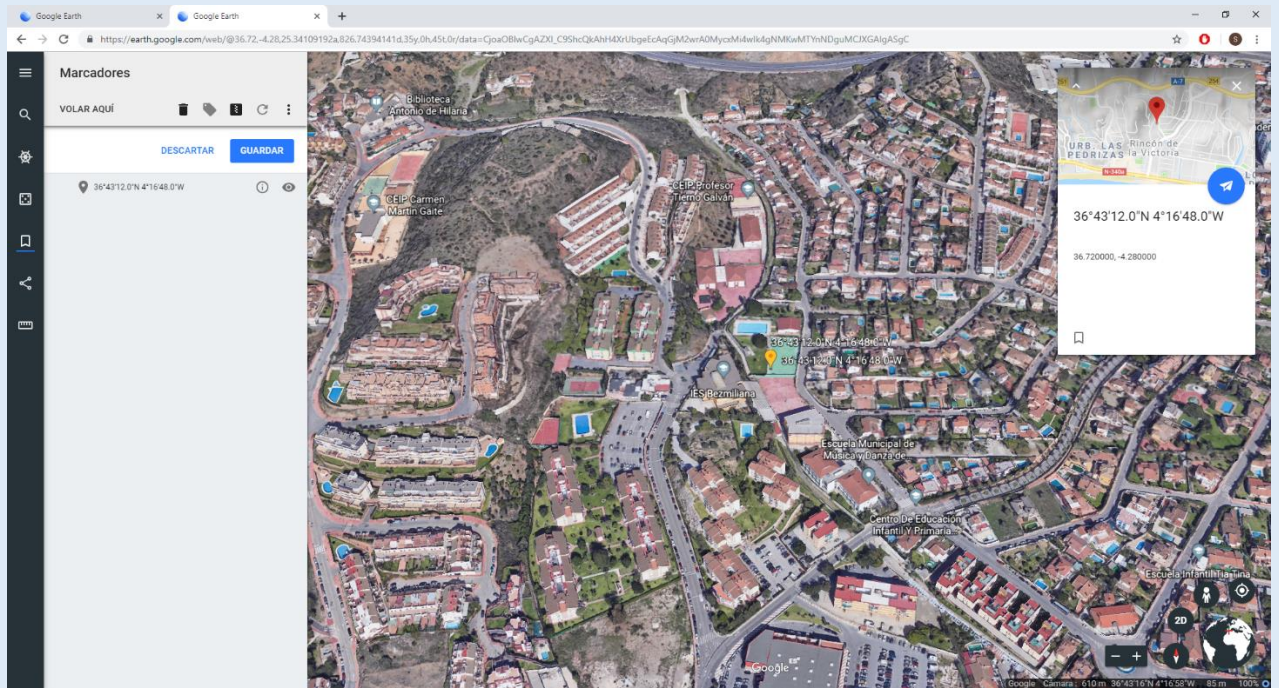 Google Earth
Google Earth
https://earth.google.com/web/@36.72,-4.28,25.34109192a,826.74394141d,35y,0h,45t,0r/data=
S
Marcadores
VOLAR AQUÍ
DESCARTAR
GUARDAR
36°43'12.0"N 4°16'48.0"W
Biblioteca
Antonio de Hilaria
CEIP Carmen
Martín Gaite
CEIP Profesor
Tierno Galván
36°43'12.0"N 4°16'48.0"W
36°43'12.0"N 4°16'48.0"W
IES Bezmiliana
Escuela Municipal de
Música y Danza de...
Centro De Educación
Infantil Y Primaria...
Escuela Infantil Tía Tina
A-7
URB. LAS
PEDRIZAS
Rincón de
la Victoria
N-340a
36°43'12.0"N 4°16'48.0"W
36.720000, -4.280000
2D
Google
Google Cámara: 610 m 36°43'16"N 4°16'58"W 85 m 100%